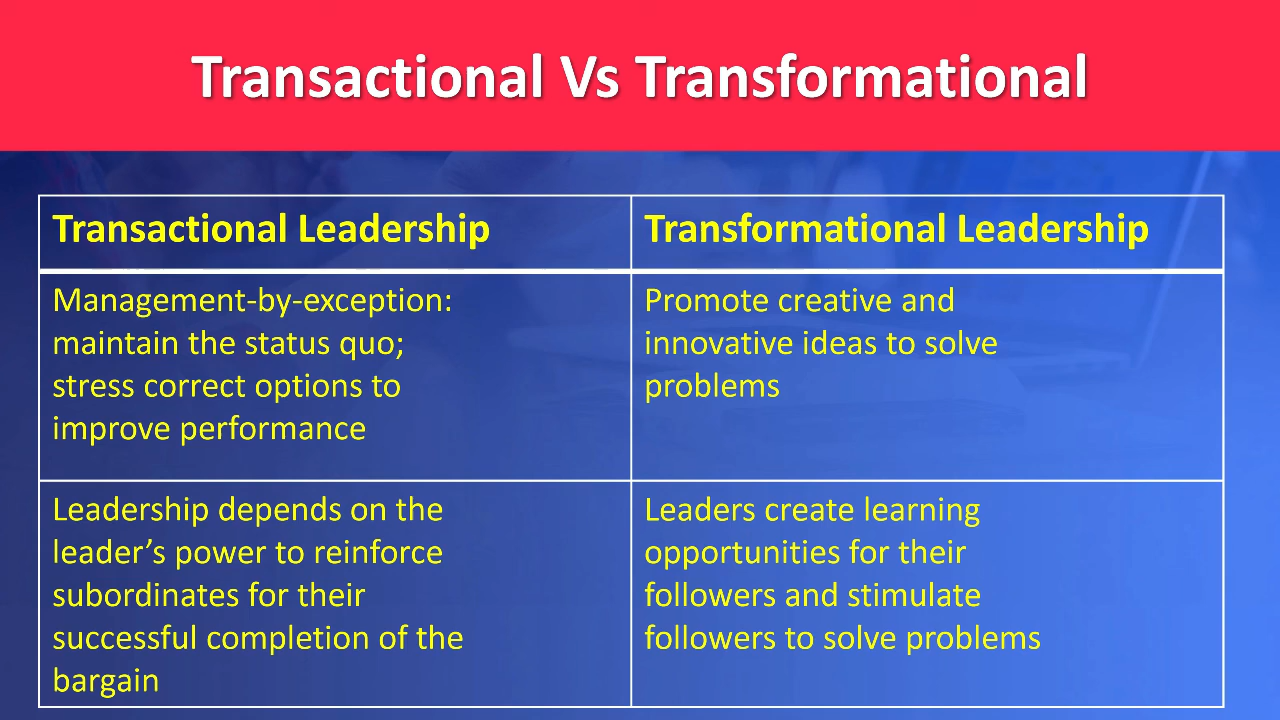 Transactional Vs Transformational
Transactional Leadership
Transformational Leadership
Management-by-exception:
maintain the status quo;
stress correct options to
improve performance
Promote creative and
innovative ideas to solve
problems
Leadership depends on the
leader’s power to reinforce
subordinates for their
successful completion of the
bargain
Leaders create learning
opportunities for their
followers and stimulate
followers to solve problems